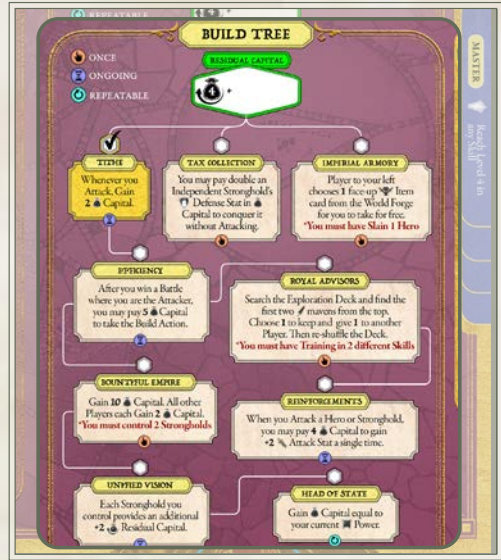 REPEATABLE
4
BUILD TREE
ONCE
ONGOING
REPEATABLE
RESIDUAL CAPITAL
4 +
TITHE
Whenever you
Attack, Gain
2 Capital.
TAX COLLECTION
You may pay double an
Independent Stronghold's
Defense Stat in
Capital to conquer it
without Attacking.
IMPERIAL ARMORY
Player to your left
chooses 1 face-up Item
card from the World Forge
for you to take for free.
*You must have Slain 1 Hero
EFFICIENCY
After you win a Battle
where you are the Attacker,
you may pay 5 Capital
to take the Build Action.
ROYAL ADVISORS
Search the Exploration Deck and find the
first two mavens from the top.
Choose 1 to keep and give 1 to another
Player. Then re-shuffle the Deck.
*You must have Training in 2 different Skills
BOUNTIFUL EMPIRE
Gain 10 Capital. All other
Players each Gain 2 Capital.
*You must control 2 Strongholds
REINFORCEMENTS
When you Attack a Hero or Stronghold,
you may pay 4 Capital to gain
+2 Attack Stat a single time.
UNIFIED VISION
Each Stronghold you
control provides an additional
+2 Residual Capital.
HEAD OF STATE
Gain Capital equal to
your current Power.
MASTER
Reach Level 4 in
any Skill